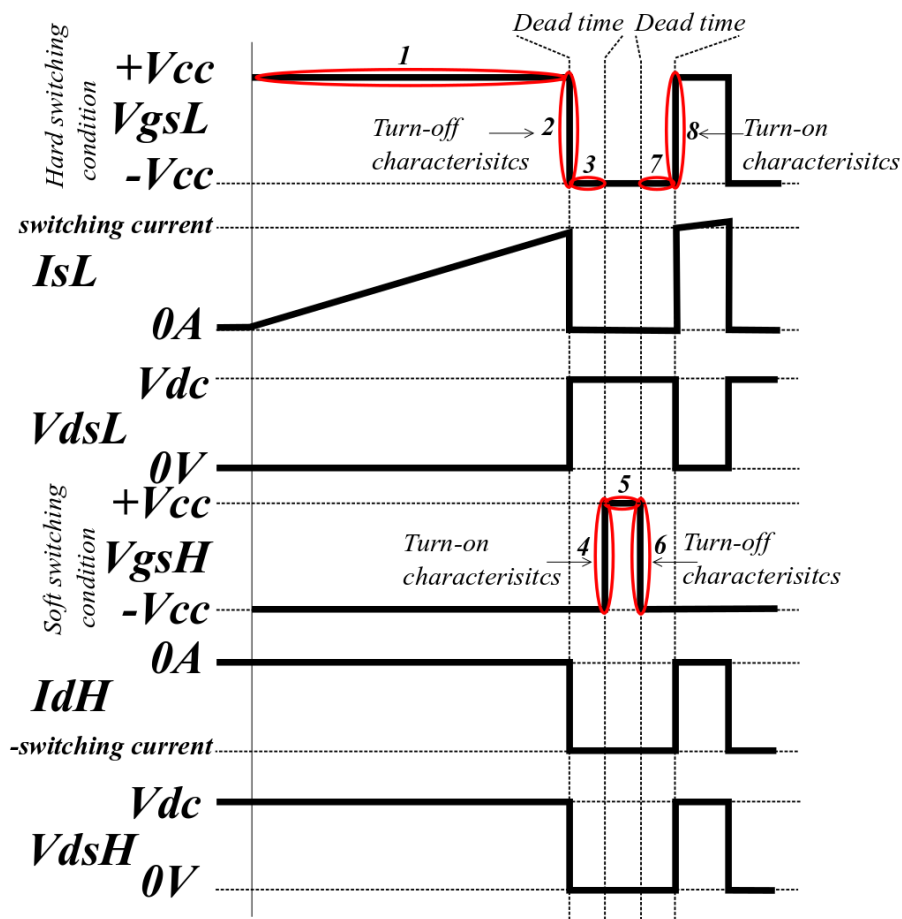 Dead time Dead time
Hard switching
condition
+Vcc
VgsL
-Vcc
1
2
Turn-off
characterisitcs
3
7
8
Turn-on
characterisitcs
switching current
IsL
0A
Vdc
VdsL
0V
Soft switching
condition
+Vcc
VgsH
-Vcc
5
Turn-on
characterisitcs
4
6
Turn-off
characterisitcs
0A
IdH
-switching current
Vdc
VdsH
0V